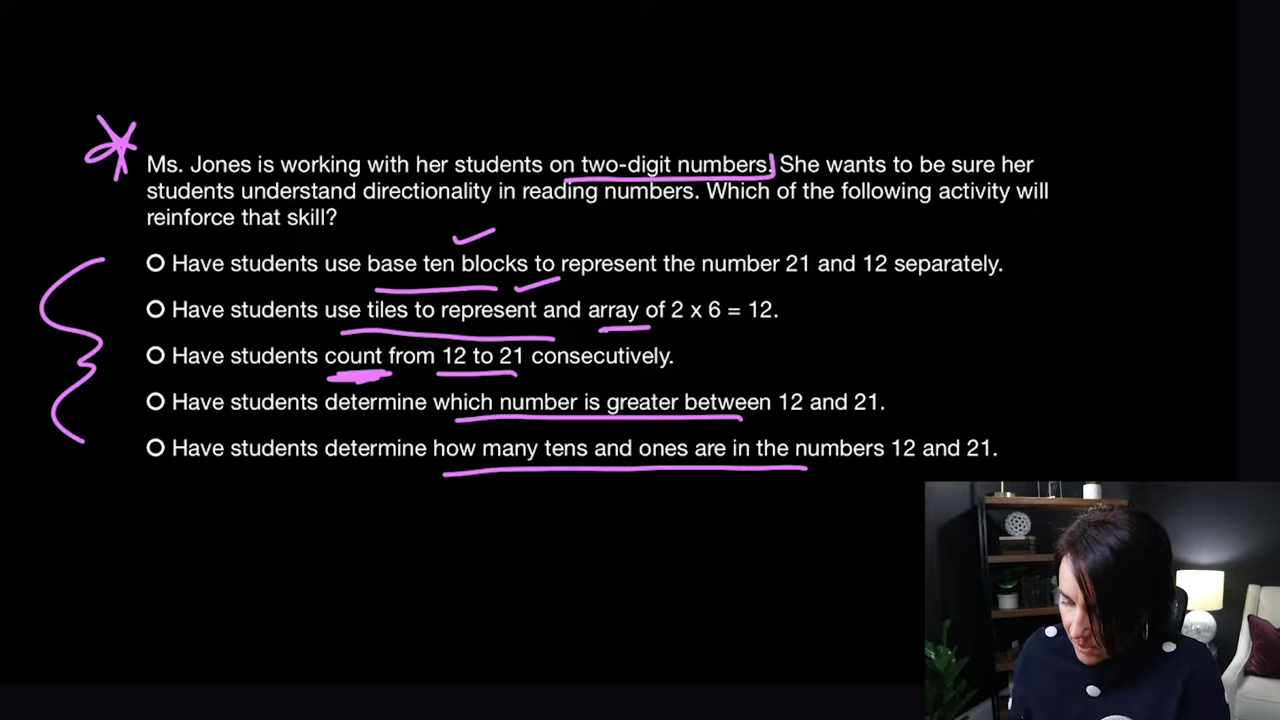 Ms. Jones is working with her students on two-digit numbers. She wants to be sure her
students understand directionality in reading numbers. Which of the following activity will
reinforce that skill?
Have students use base ten blocks to represent the number 21 and 12 separately.
Have students use tiles to represent and array of 2 x 6 = 12.
Have students count from 12 to 21 consecutively.
Have students determine which number is greater between 12 and 21.
Have students determine how many tens and ones are in the numbers 12 and 21.